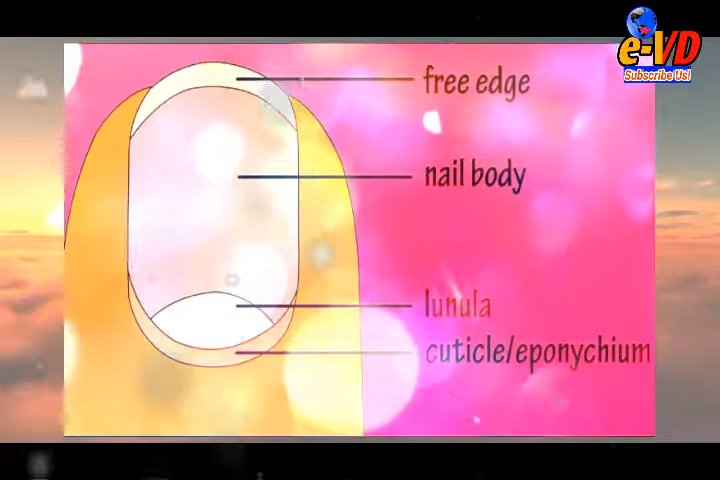 e-VD
Subscribe Us!
free edge
nail body
lunula
cuticle/eponychium